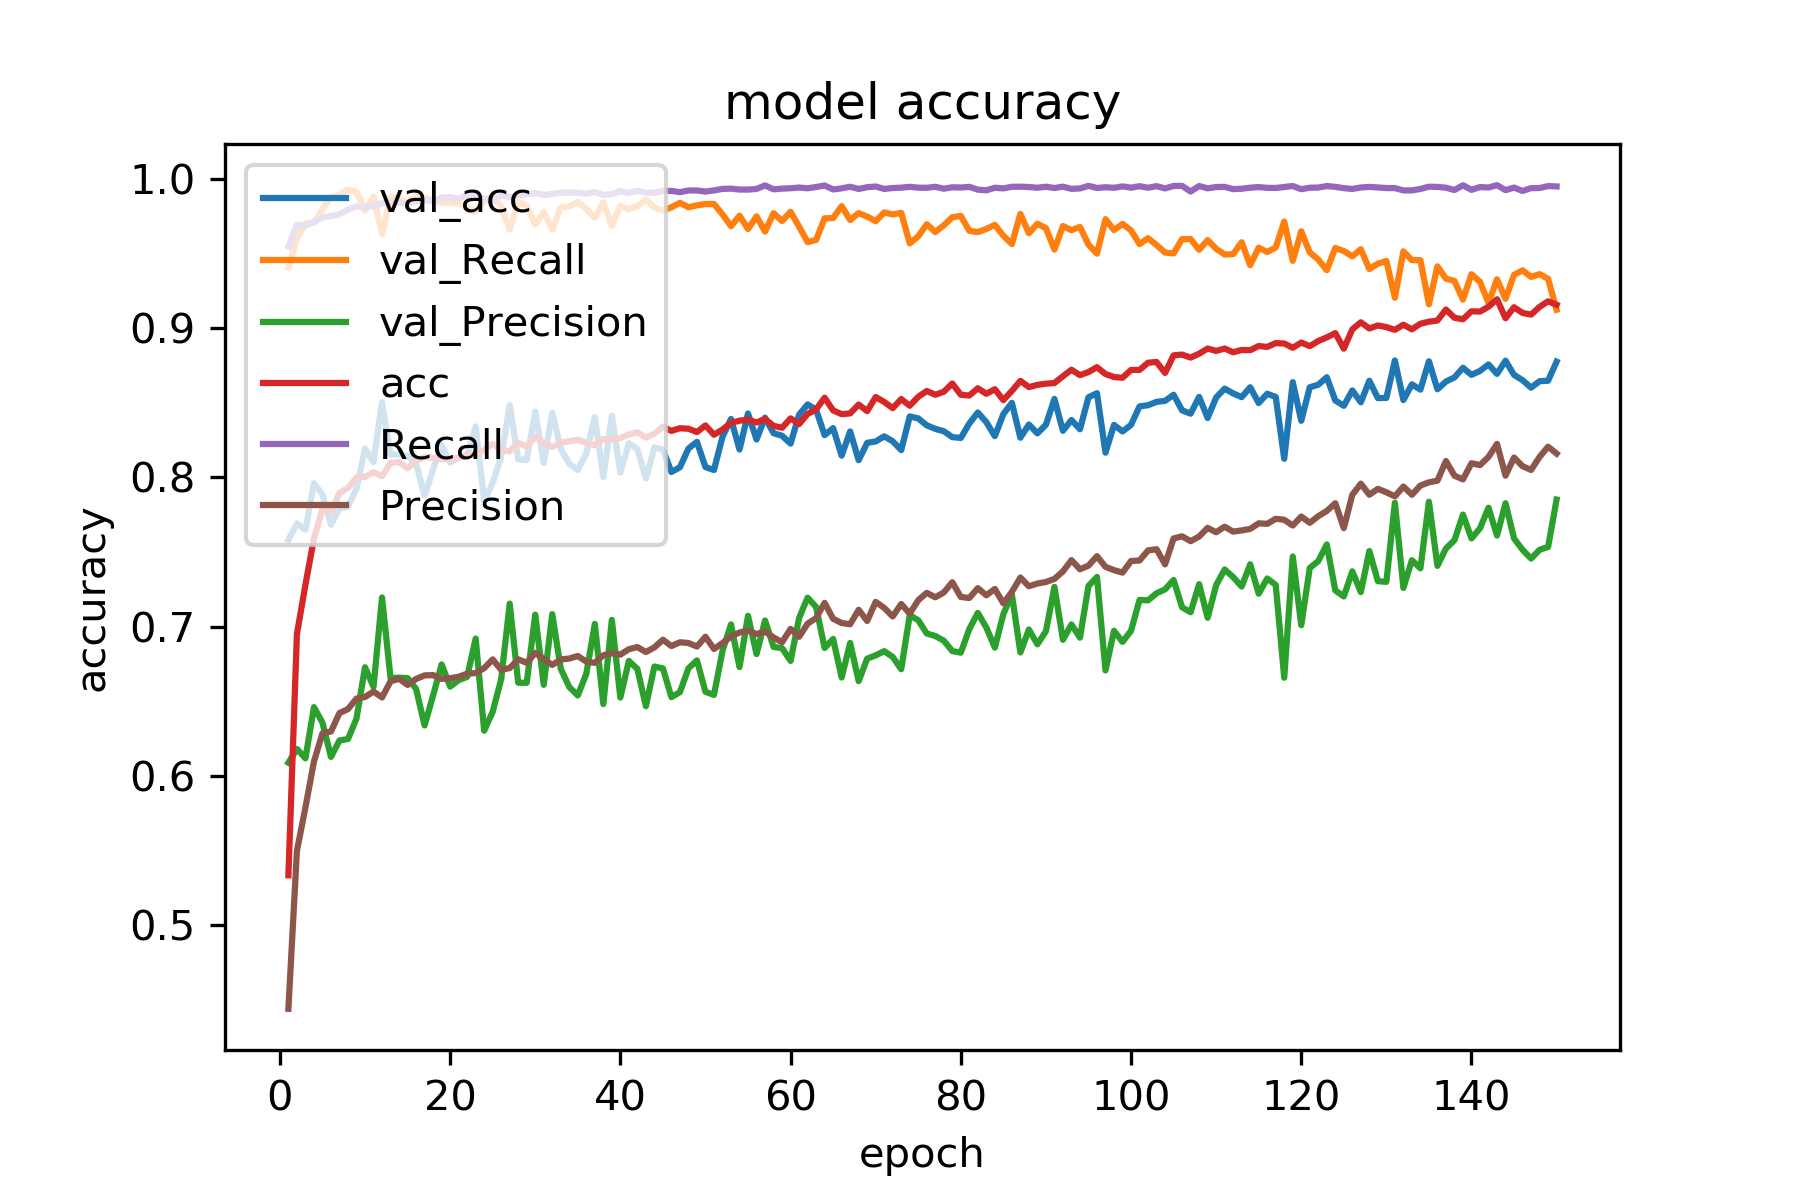 model accuracy
accuracy
1.0
0.9
0.8
0.7
0.6
0.5
val_acc
val_Recall
val_Precision
acc
Recall
Precision
0 20 40 60 80 100 120 140
epoch